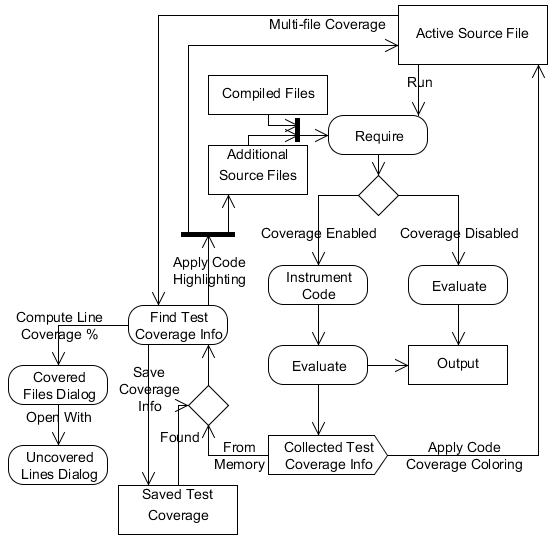 Multi-file Coverage
Active Source File
Run
Compiled Files
Require
Additional
Source Files
Coverage Enabled
Coverage Disabled
Apply Code
Highlighting
Instrument
Code
Evaluate
Compute Line
Coverage %
Find Test
Coverage Info
Evaluate
Output
Covered
Files Dialog
Save
Coverage
Info
Open With
Found
From
Memory
Collected Test
Coverage Info
Apply Code
Coverage Coloring
Uncovered
Lines Dialog
Saved Test
Coverage